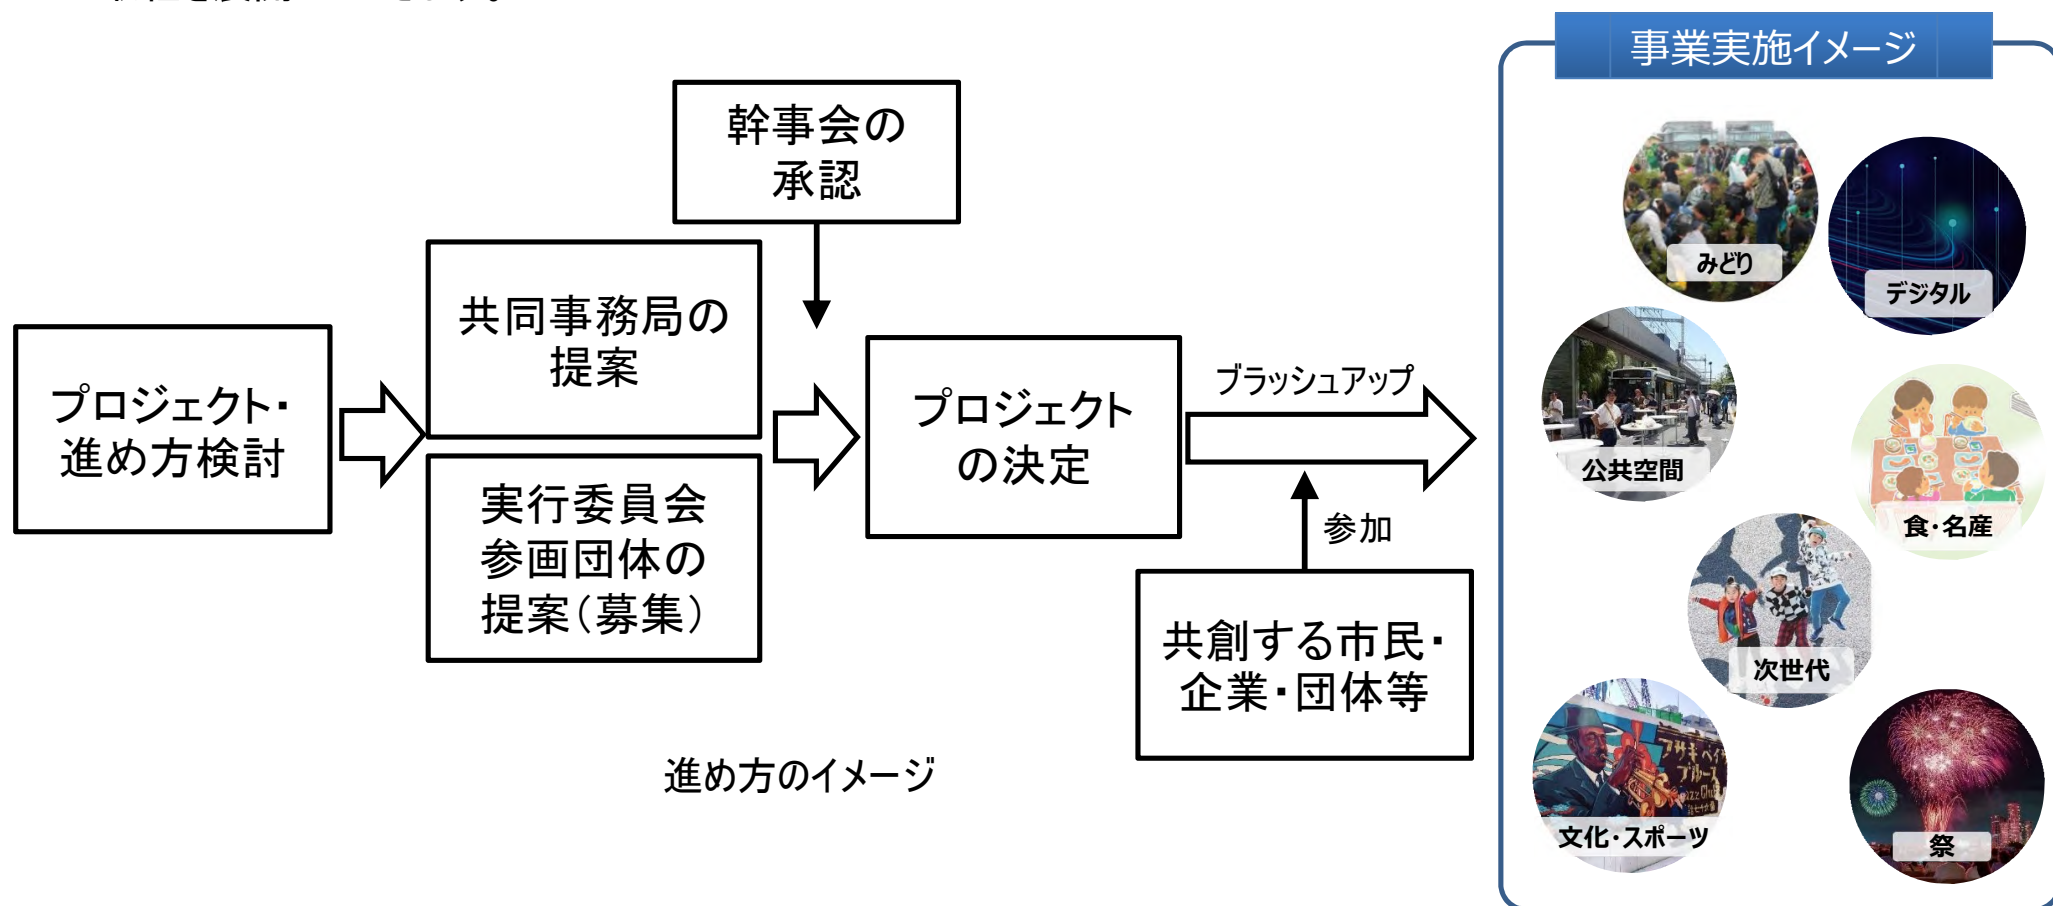 事業実施イメージ
幹事会の
承認
共同事務局の
提案
プロジェクト・
進め方検討
実行委員会
参画団体の
提案（募集）
プロジェクト
の決定
ブラッシュアップ
参加
共創する市民・
企業・団体等
進め方のイメージ
みどり
デジタル
公共空間
食・名産
次世代
文化・スポーツ
祭